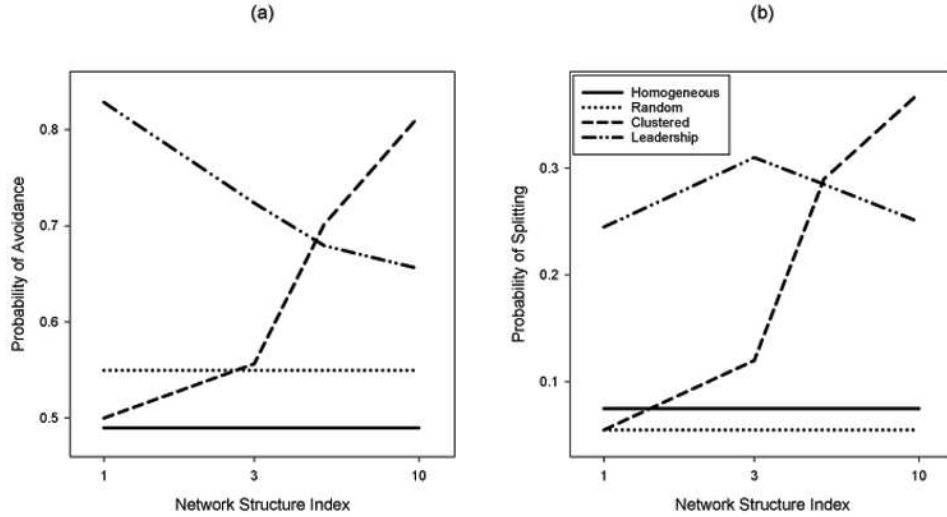 (a)
Probability of Avoidance
0.8
0.7
0.6
0.5
1 3 10
Network Structure Index
(b)
Homogeneous
Random
Clustered
Leadership
Probability of Splitting
0.3
0.2
0.1
1 3 10
Network Structure Index